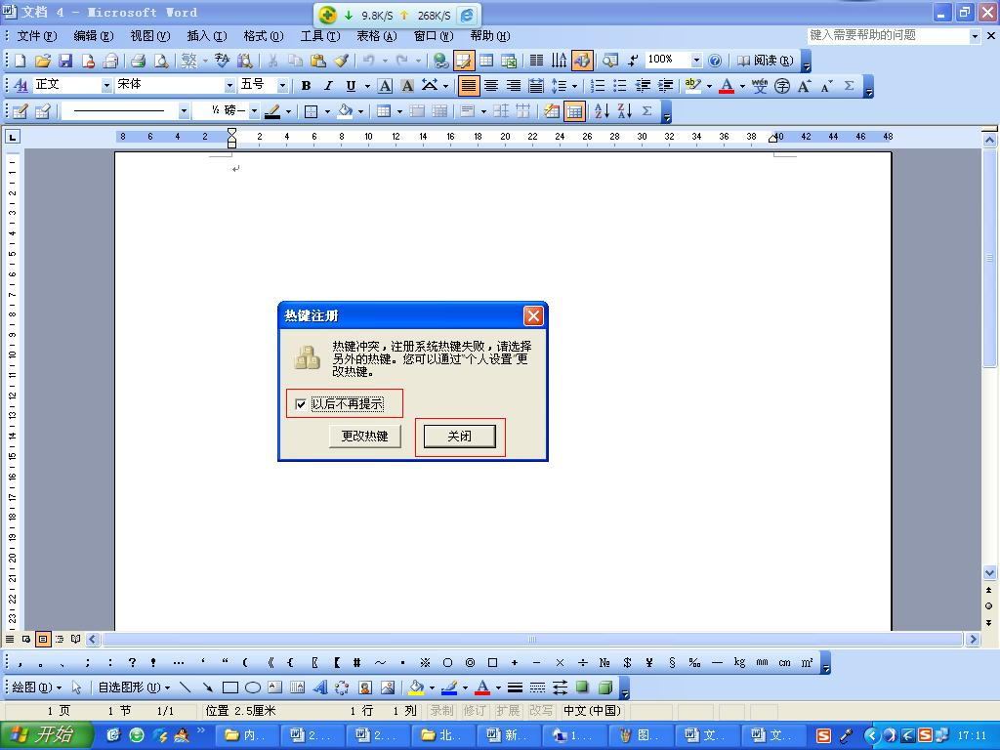 文档 4 - Microsoft Word
9.8K/S 268K/S
文件(F) 编辑(E) 视图(V) 插入(I) 格式(O) 工具(T) 表格(A) 窗口(W) 帮助(H)
键入需要帮助的问题
100% 阅读(R)
正文 宋体 五号 B I U A A
½ 磅
8 6 4 2 2 4 6 8 10 12 14 16 18 20 22 24 26 28 30 32 34 36 38 40 42 44 46 48
热键注册
热键冲突，注册系统热键失败，请选择
另外的热键。您可以通过“个人设置”更
改热键。
以后不再提示
更改热键 关闭
， 。 、 ； ： ？ ！ … ‘ “ （ 《 { 〖 【 # ～ · ※ ○ ◎ □ + － × ÷ № $ ￥ § ‰ — kg mm cm m²
绘图(D) 自选图形(U)
1 页 1 节 1/1 位置 2.5厘米 1 行 1 列 录制 修订 扩展 改写 中文(中国)
开始 内.. 2... 2... 北.. 新.. 1... 图.. 文.. 文.. 17:11